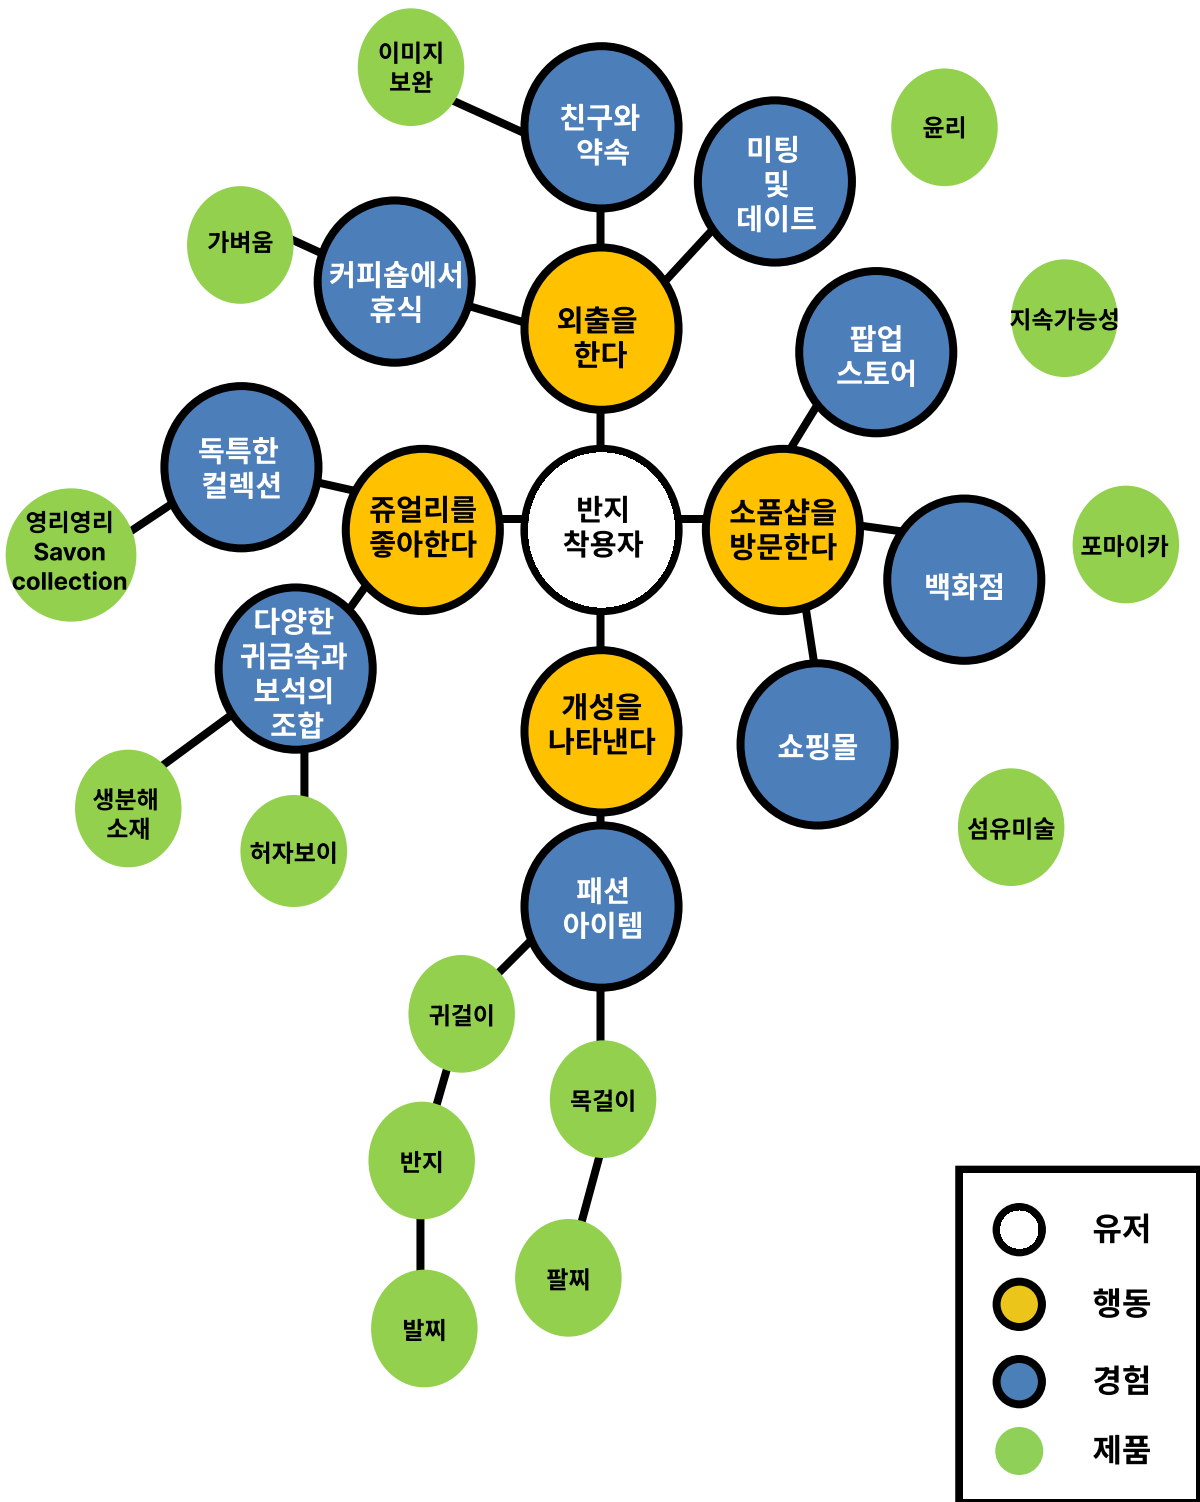 이미지
보완
친구와
약속
미팅
및
데이트
윤리
가벼움
커피숍에서
휴식
외출을
한다
팝업
스토어
지속가능성
독특한
컬렉션
쥬얼리를
좋아한다
반지
착용자
소품샵을
방문한다
영리영리
Savon
collection
포마이카
백화점
다양한
귀금속과
보석의
조합
개성을
나타낸다
쇼핑몰
생분해
소재
허자보이
섬유미술
패션
아이템
귀걸이
목걸이
반지
팔찌
발찌
유저
행동
경험
제품